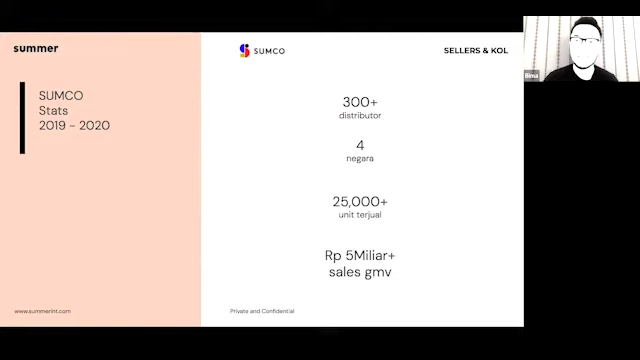 summer
SUMCO
SELLERS & KOL
Bima
SUMCO
Stats
2019 - 2020
300+
distributor
4
negara
25,000+
unit terjual
Rp 5Miliar+
sales gmv
www.summerint.com
Private and Confidential